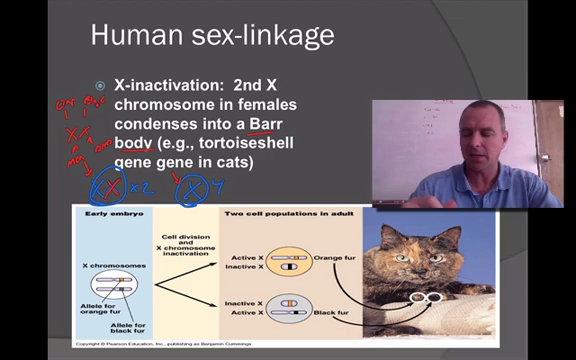 Human sex-linkage
X-inactivation: 2nd X
chromosome in females
condenses into a Barr
body (e.g., tortoiseshell
gene gene in cats)
XX x2
X Y
Early embryo
Two cell populations in adult
Cell division
and
X chromosome
inactivation
X chromosomes
Allele for
orange fur
Allele for
black fur
Active X
Inactive X
Orange fur
Inactive X
Active X
Black fur
Copyright © Pearson Education, Inc., publishing as Benjamin Cummings.